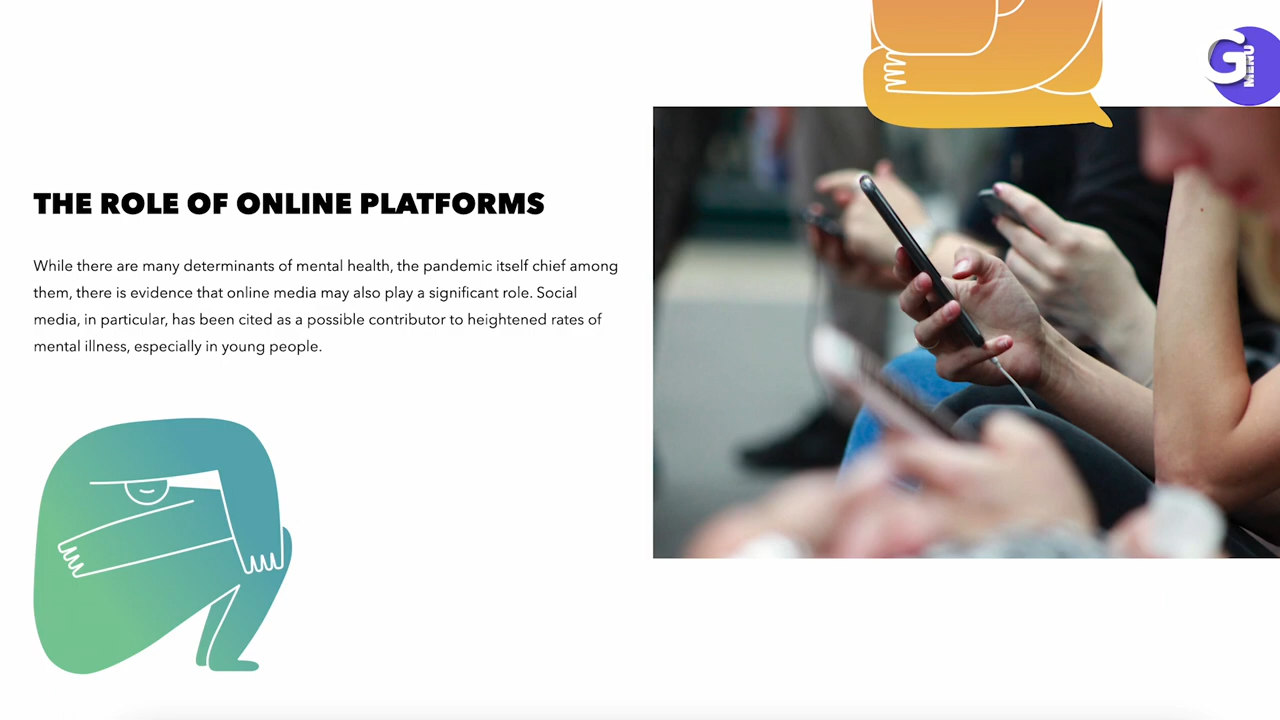 G
MENU
THE ROLE OF ONLINE PLATFORMS
While there are many determinants of mental health, the pandemic itself chief among
them, there is evidence that online media may also play a significant role. Social
media, in particular, has been cited as a possible contributor to heightened rates of
mental illness, especially in young people.